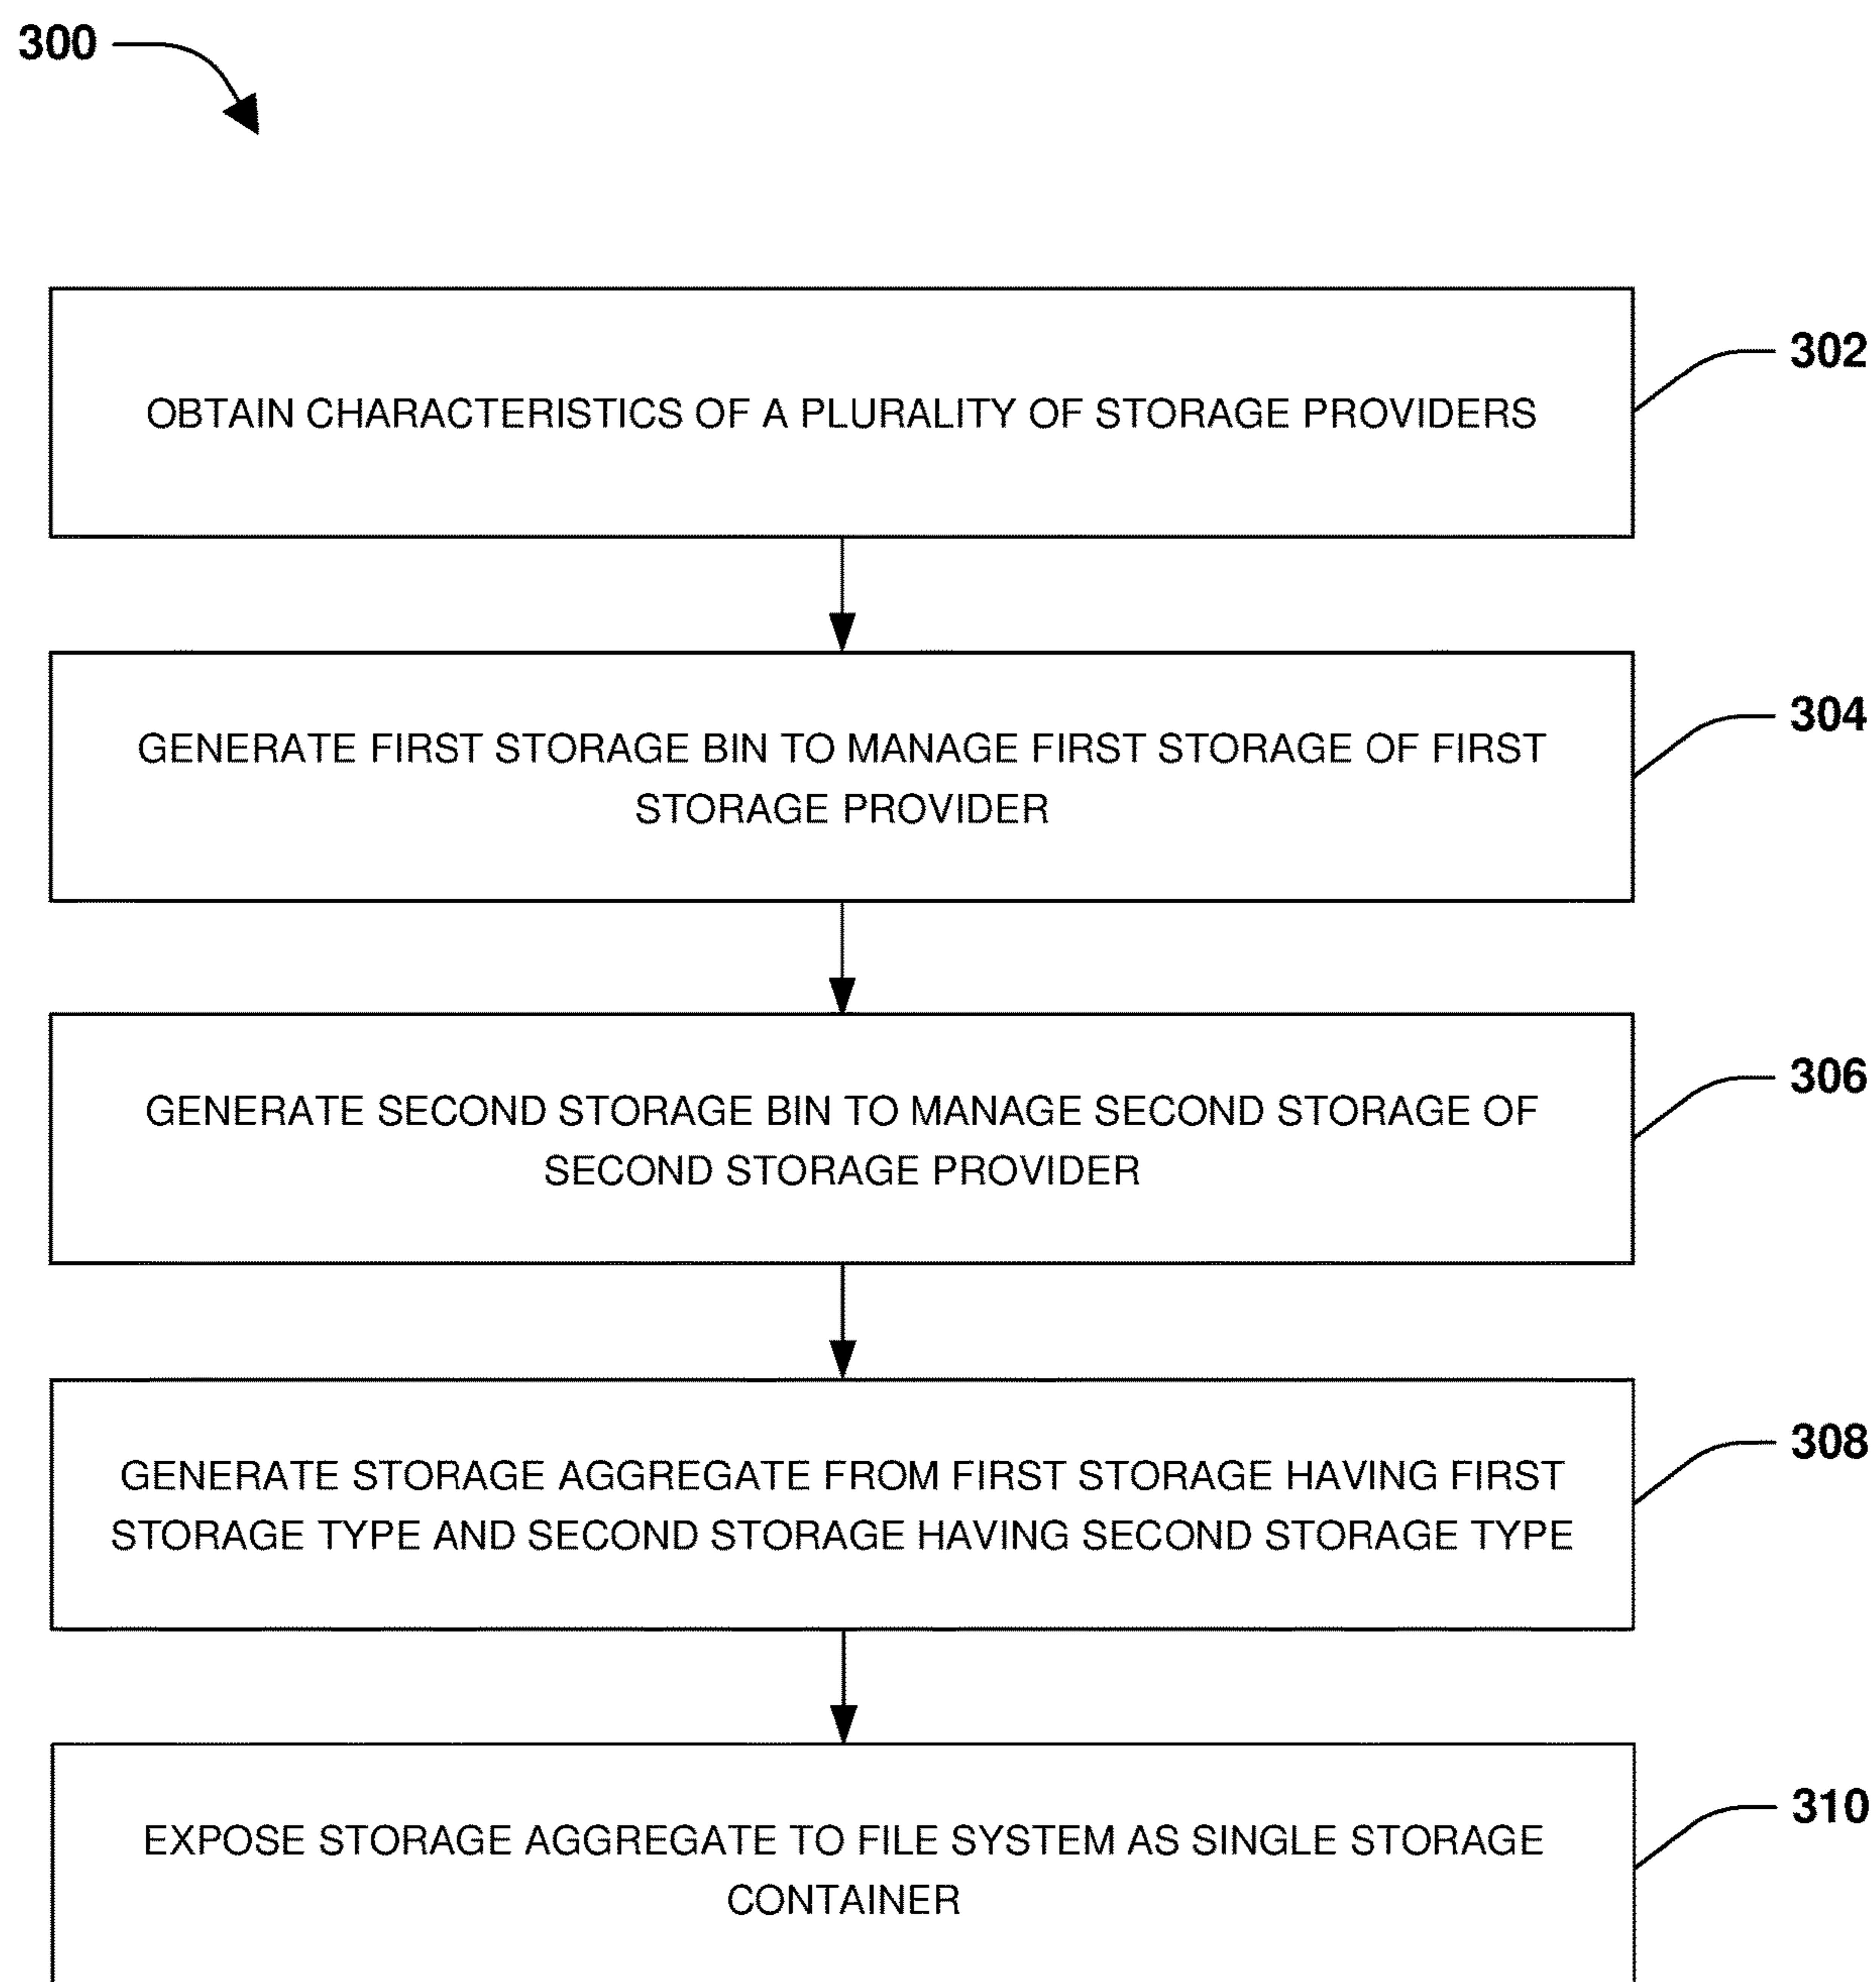 300
OBTAIN CHARACTERISTICS OF A PLURALITY OF STORAGE PROVIDERS
302
GENERATE FIRST STORAGE BIN TO MANAGE FIRST STORAGE OF FIRST
STORAGE PROVIDER
304
GENERATE SECOND STORAGE BIN TO MANAGE SECOND STORAGE OF
SECOND STORAGE PROVIDER
306
GENERATE STORAGE AGGREGATE FROM FIRST STORAGE HAVING FIRST
STORAGE TYPE AND SECOND STORAGE HAVING SECOND STORAGE TYPE
308
EXPOSE STORAGE AGGREGATE TO FILE SYSTEM AS SINGLE STORAGE
CONTAINER
310